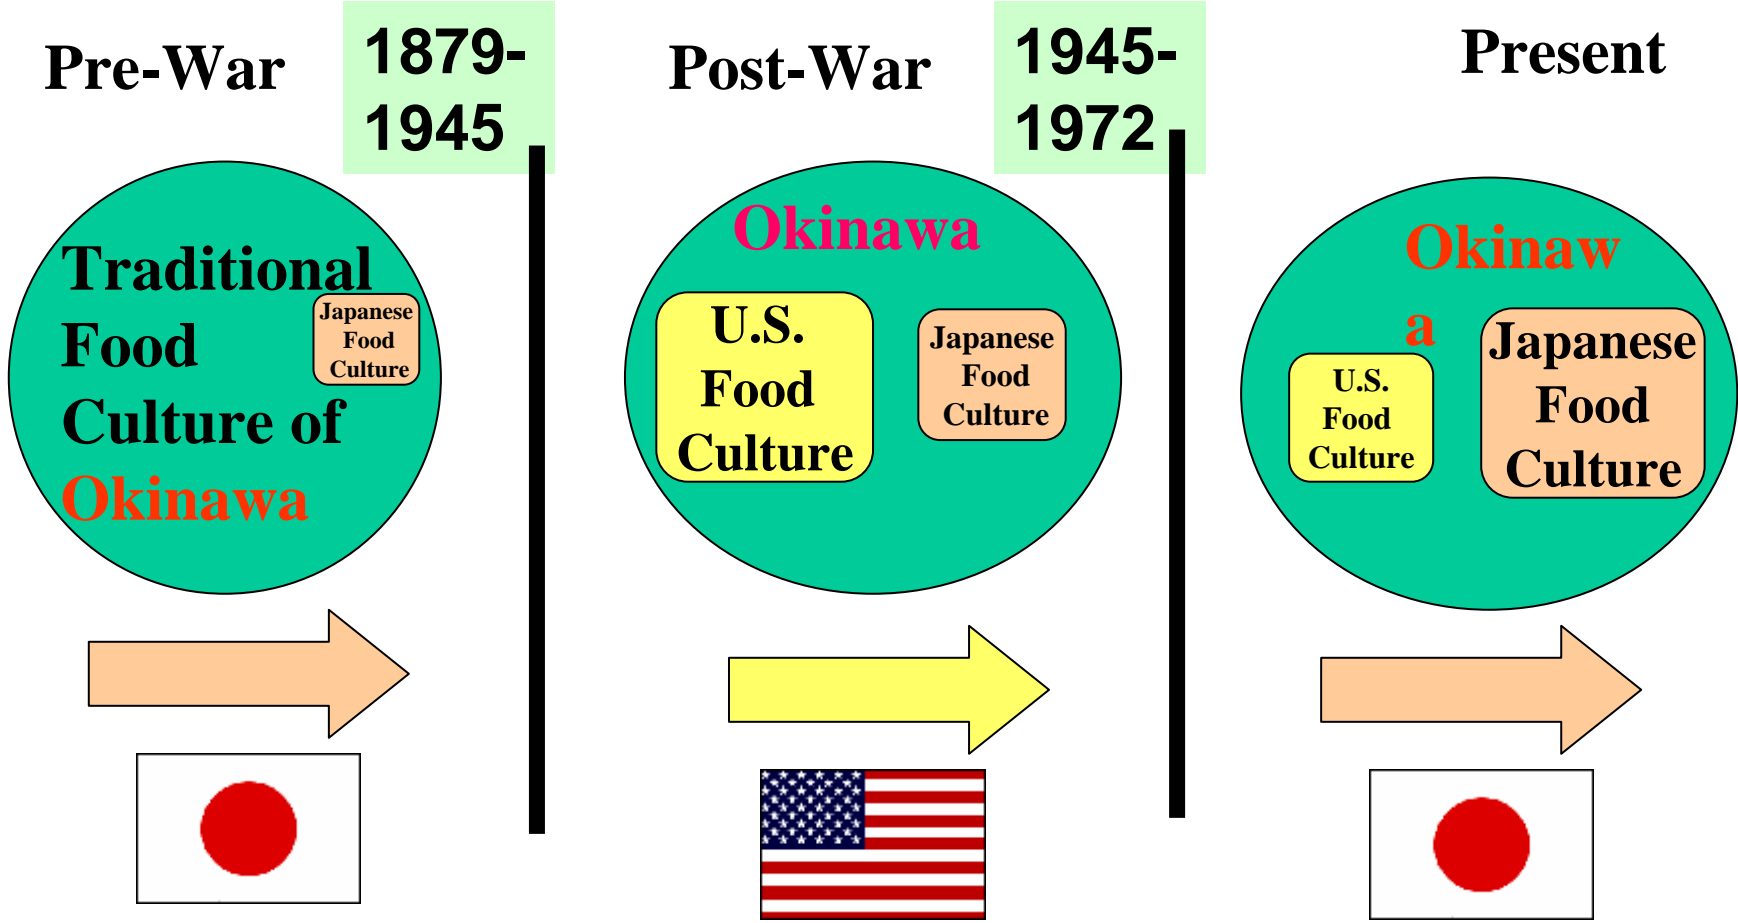 Pre-War
1879-
1945
Post-War
1945-
1972
Present
Traditional
Food
Culture of
Okinawa
Japanese
Food
Culture
Okinawa
U.S.
Food
Culture
Japanese
Food
Culture
Okinaw
a
U.S.
Food
Culture
Japanese
Food
Culture